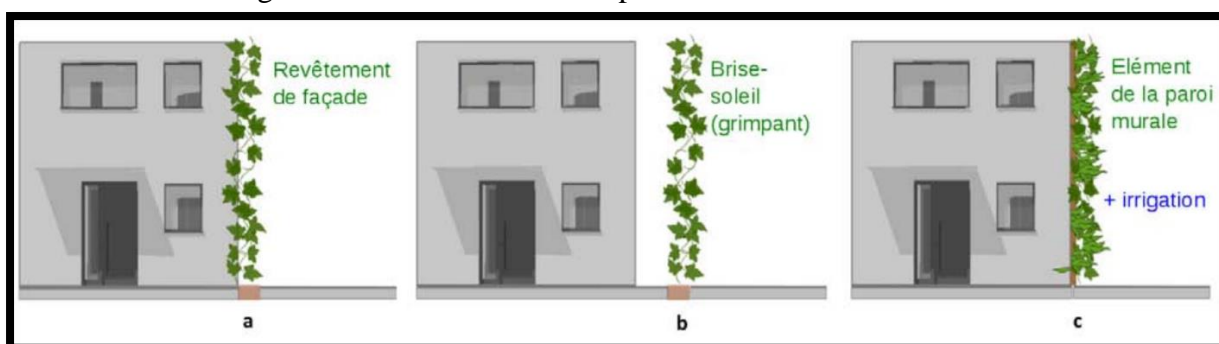 Revêtement
de façade
Brise-
soleil
(grimpant)
Elément
de la paroi
murale
+ irrigation
a
b
c